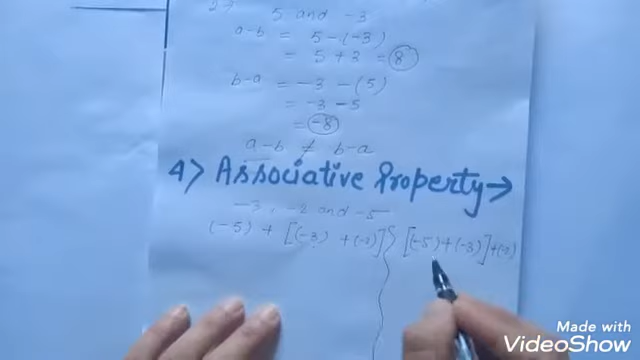 5 and -3
a-b = 5-(-3)
= 5+3 = 8
b-a = -3 - (5)
= -3-5
= -8
a-b ≠ b-a
4> Associative Property→
-3, -2 and -5
(-5) + [(-3) + (-2)] [(-5)+(-3)]+(-2)
Made with
VideoShow